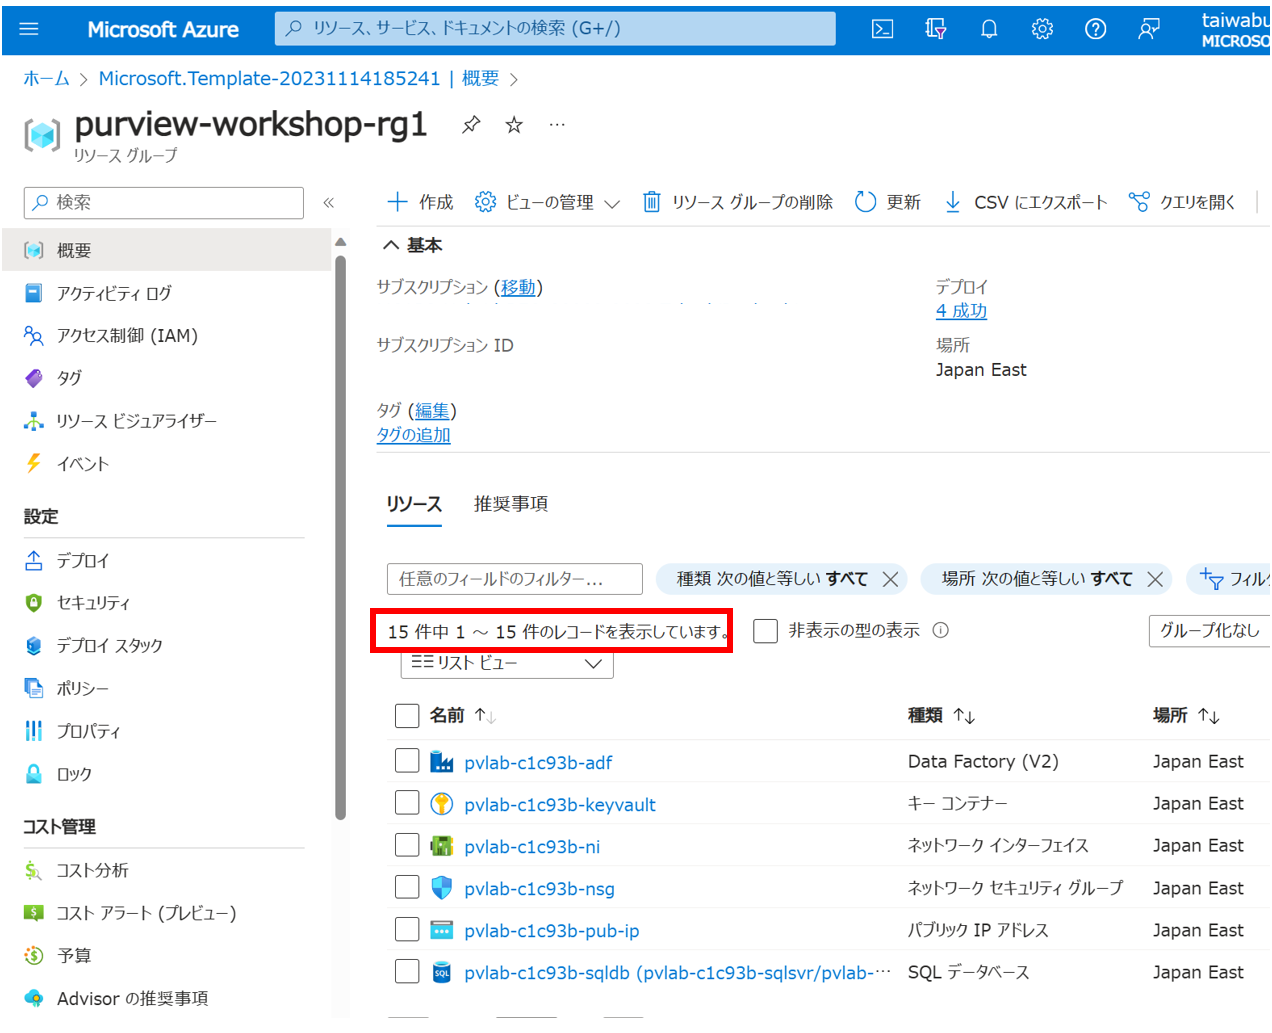 Microsoft Azure
リソース、サービス、ドキュメントの検索 (G+/)
taiwabu
MICROSO
ホーム > Microsoft.Template-20231114185241 | 概要 >
purview-workshop-rg1
リソース グループ
検索
作成 ビューの管理 リソース グループの削除 更新 CSV にエクスポート クエリを開く
概要
アクティビティ ログ
アクセス制御 (IAM)
タグ
リソース ビジュアライザー
イベント
設定
デプロイ
セキュリティ
デプロイ スタック
ポリシー
プロパティ
ロック
コスト管理
コスト分析
コスト アラート (プレビュー)
予算
Advisor の推奨事項
基本
サブスクリプション (移動)
デプロイ
4 成功
サブスクリプション ID
場所
Japan East
タグ (編集)
タグの追加
リソース 推奨事項
任意のフィールドのフィルター...
種類 次の値と等しい すべて
場所 次の値と等しい すべて
フィル
15 件中 1 ～ 15 件のレコードを表示しています。
非表示の型の表示
グループ化なし
リスト ビュー
名前 種類 場所
pvlab-c1c93b-adf Data Factory (V2) Japan East
pvlab-c1c93b-keyvault キー コンテナー Japan East
pvlab-c1c93b-ni ネットワーク インターフェイス Japan East
pvlab-c1c93b-nsg ネットワーク セキュリティ グループ Japan East
pvlab-c1c93b-pub-ip パブリック IP アドレス Japan East
pvlab-c1c93b-sqldb (pvlab-c1c93b-sqlsvr/pvlab-… SQL データベース Japan East